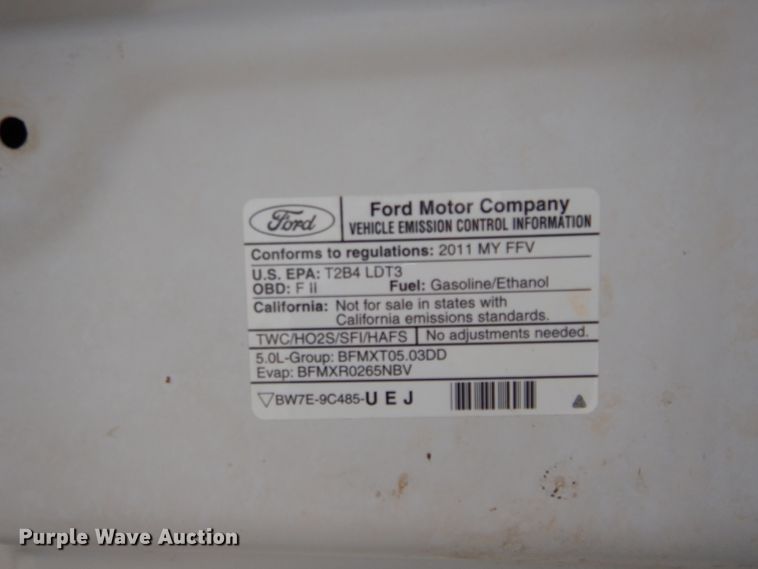 Ford
Ford Motor Company
VEHICLE EMISSION CONTROL INFORMATION
Conforms to regulations: 2011 MY FFV
U.S. EPA: T2B4 LDT3
OBD: F II Fuel: Gasoline/Ethanol
California: Not for sale in states with
California emissions standards.
TWC/HO2S/SFI/HAFS No adjustments needed.
5.0L-Group: BFMXT05.03DD
Evap: BFMXR0265NBV
BW7E-9C485-U E J
Purple Wave Auction